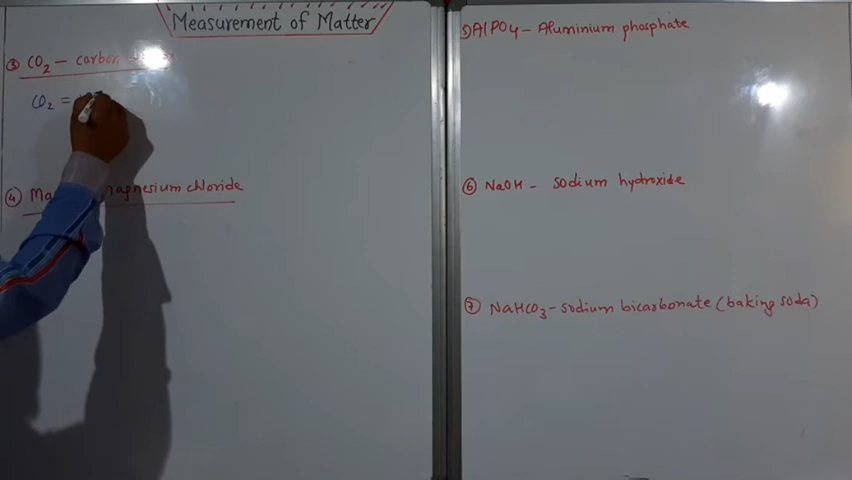 Measurement of Matter
③ CO2 - carbon
CO2 =
④ magnesium chloride
5) AlPO4 - Aluminium phosphate
⑥ NaOH - sodium hydroxide
⑦ NaHCO3 - sodium bicarbonate (baking soda)